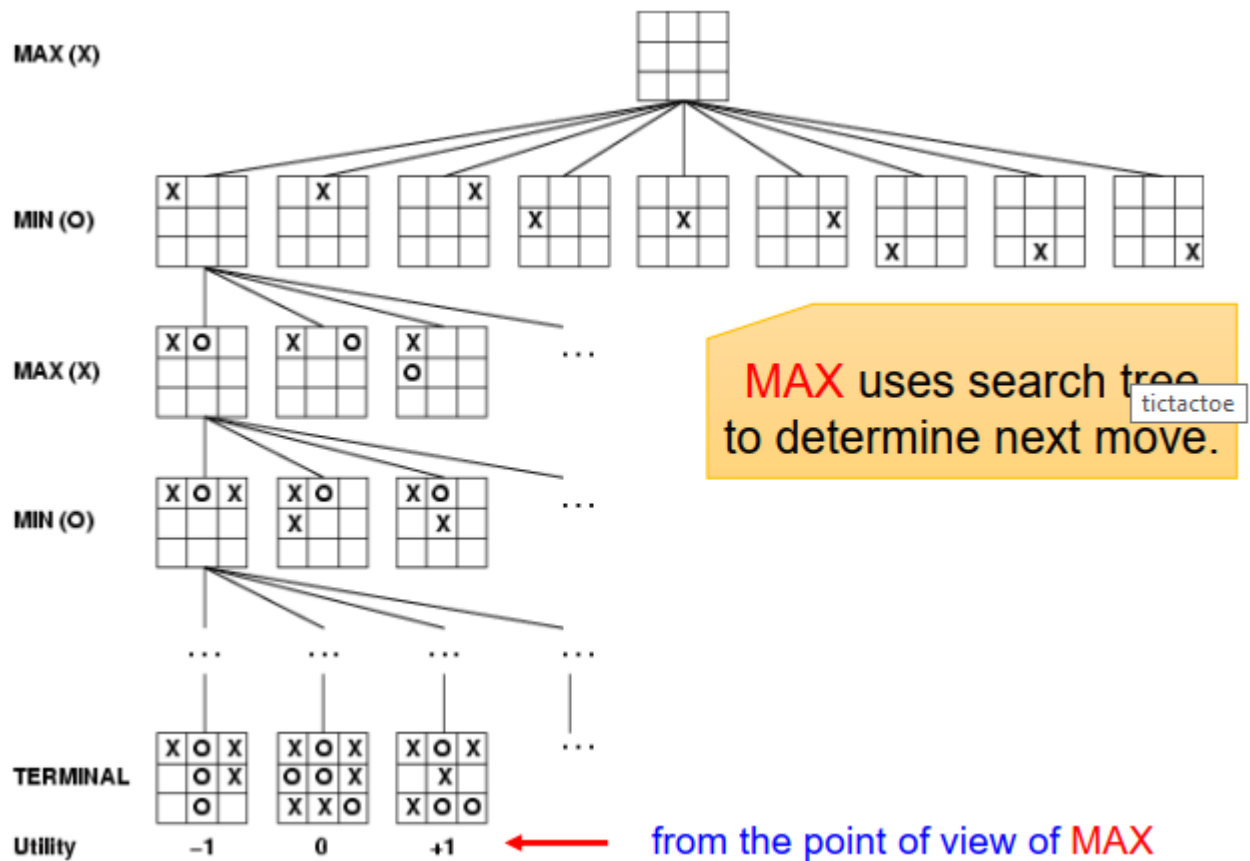 MAX (X)
X X X X X X X X X
MIN (O)
X O X O X
O
...
MAX (X)
MAX uses search tree
tictactoe
to determine next move.
X O X X O X O
X X
...
MIN (O)
... ... ... ...
X O X X O X X O X
O X O O X X
O X X O X O O
...
TERMINAL
Utility −1 0 +1 from the point of view of MAX